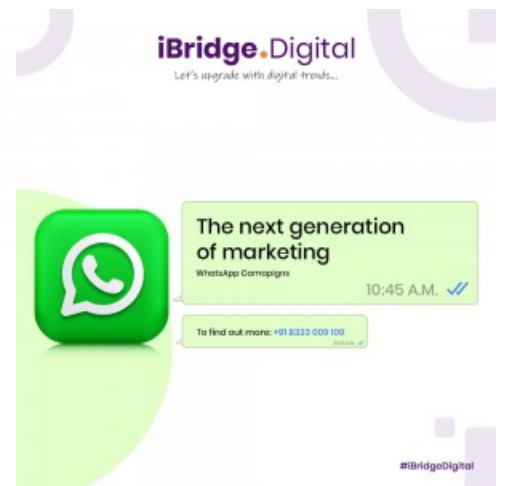 iBridge.Digital
Let's upgrade with digital trends...
The next generation
of marketing
WhatsApp Camapigns
10:45 A.M.
To find out more: +91 8333 009 109
#iBridgeDigital